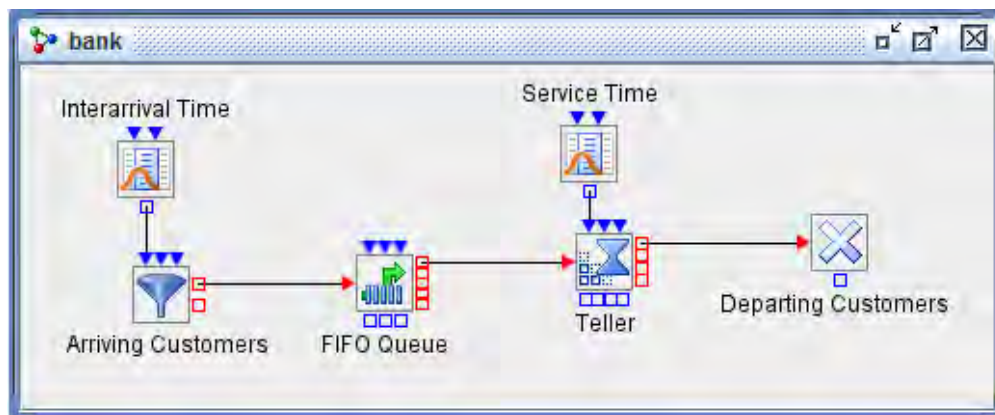 bank
Interarrival Time
Service Time
Arriving Customers
FIFO Queue
Teller
Departing Customers